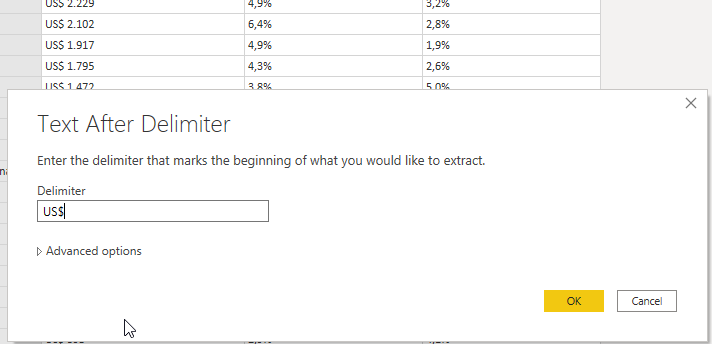 US$ 2.229 4,9% 3,2%
US$ 2.102 6,4% 2,8%
US$ 1.917 4,9% 1,9%
US$ 1.795 4,3% 2,6%
US$ 1.472 3,8% 5,0%
Text After Delimiter
Enter the delimiter that marks the beginning of what you would like to extract.
Delimiter
US$
Advanced options
OK Cancel